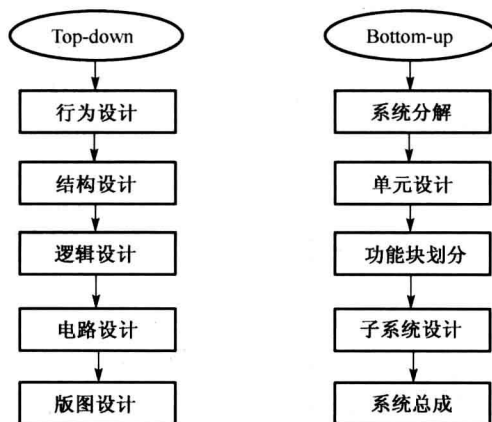 Top-down
行为设计
结构设计
逻辑设计
电路设计
版图设计
Bottom-up
系统分解
单元设计
功能块划分
子系统设计
系统总成